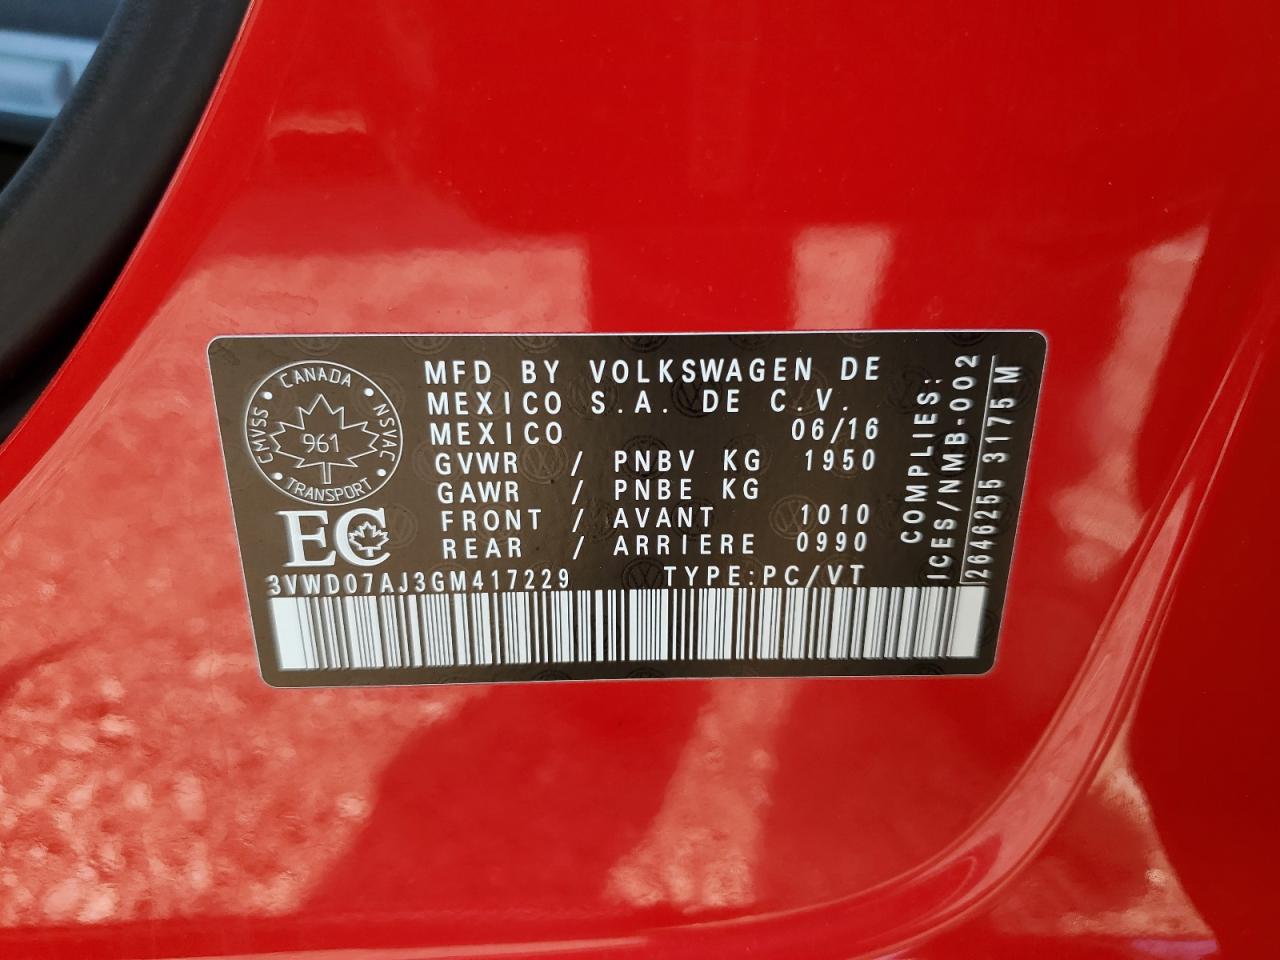 CANADA
CMVSS
NSVAC
961
TRANSPORT
EC
MFD BY VOLKSWAGEN DE
MEXICO S.A. DE C.V.
MEXICO 06/16
GVWR / PNBV KG 1950
GAWR / PNBE KG
FRONT / AVANT 1010
REAR / ARRIERE 0990
3VWD07AJ3GM417229 TYPE:PC/VT
COMPLIES:
ICES/NMB-002
2646255 3175 M